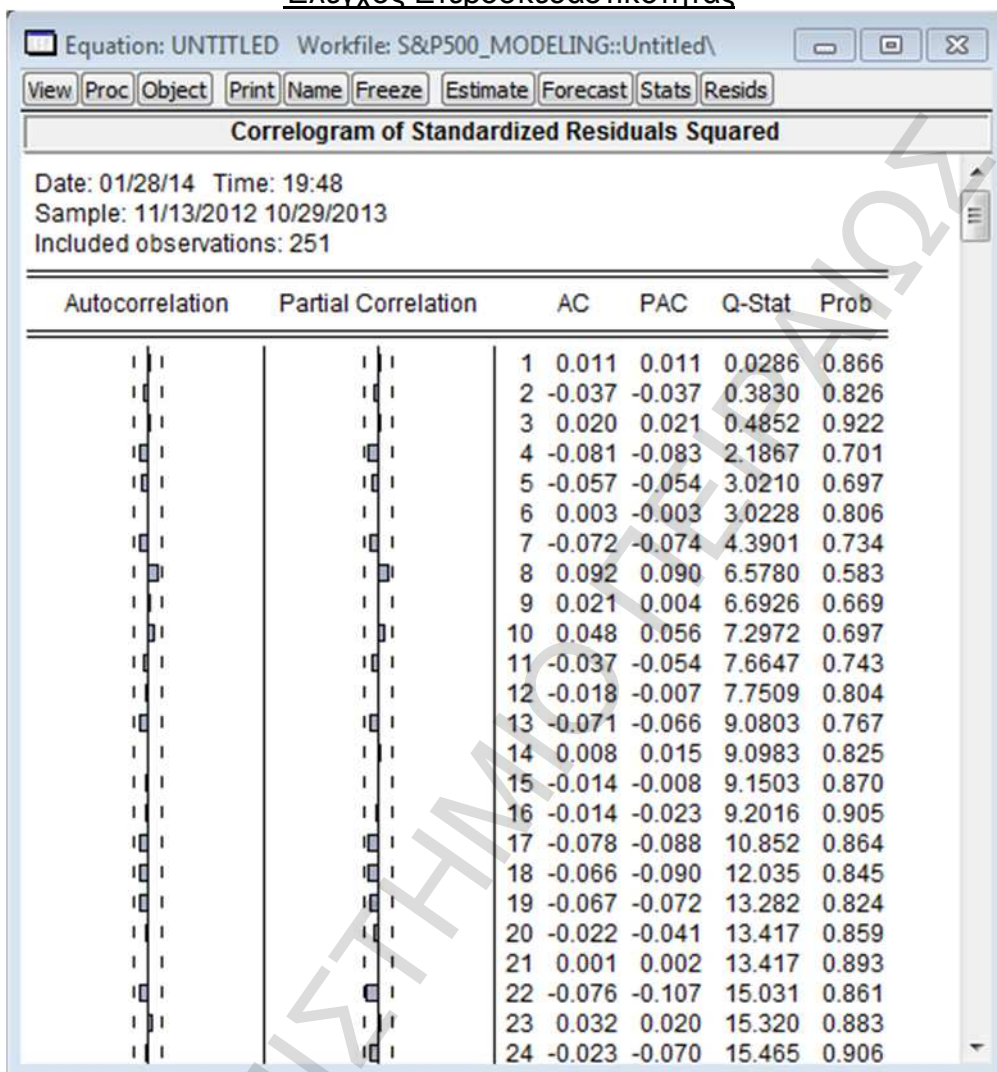 Έλεγχος Ετεροσκεδαστικότητας
Equation: UNTITLED Workfile: S&P500_MODELING::Untitled\
View Proc Object Print Name Freeze Estimate Forecast Stats Resids
Correlogram of Standardized Residuals Squared
Date: 01/28/14 Time: 19:48
Sample: 11/13/2012 10/29/2013
Included observations: 251
Autocorrelation Partial Correlation AC PAC Q-Stat Prob
1 0.011 0.011 0.0286 0.866
2 -0.037 -0.037 0.3830 0.826
3 0.020 0.021 0.4852 0.922
4 -0.081 -0.083 2.1867 0.701
5 -0.057 -0.054 3.0210 0.697
6 0.003 -0.003 3.0228 0.806
7 -0.072 -0.074 4.3901 0.734
8 0.092 0.090 6.5780 0.583
9 0.021 0.004 6.6926 0.669
10 0.048 0.056 7.2972 0.697
11 -0.037 -0.054 7.6647 0.743
12 -0.018 -0.007 7.7509 0.804
13 -0.071 -0.066 9.0803 0.767
14 0.008 0.015 9.0983 0.825
15 -0.014 -0.008 9.1503 0.870
16 -0.014 -0.023 9.2016 0.905
17 -0.078 -0.088 10.852 0.864
18 -0.066 -0.090 12.035 0.845
19 -0.067 -0.072 13.282 0.824
20 -0.022 -0.041 13.417 0.859
21 0.001 0.002 13.417 0.893
22 -0.076 -0.107 15.031 0.861
23 0.032 0.020 15.320 0.883
24 -0.023 -0.070 15.465 0.906
ΠΕΙΡΑΙΩΣ